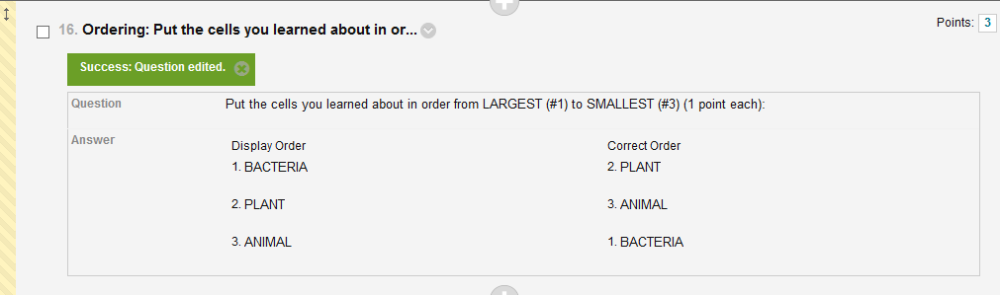 16. Ordering: Put the cells you learned about in or...
Points: 3
Success: Question edited.
Question Put the cells you learned about in order from LARGEST (#1) to SMALLEST (#3) (1 point each):
Answer
Display Order Correct Order
1. BACTERIA 2. PLANT
2. PLANT 3. ANIMAL
3. ANIMAL 1. BACTERIA